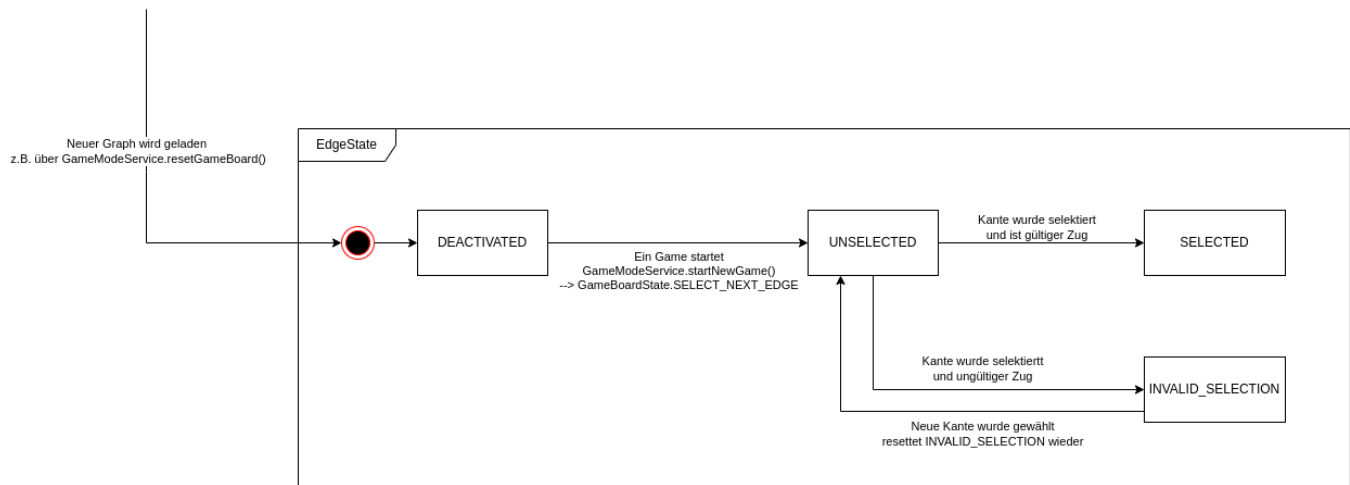 Neuer Graph wird geladen
z.B. über GameModeService.resetGameBoard()
EdgeState
DEACTIVATED
Ein Game startet
GameModeService.startNewGame()
--> GameBoardState.SELECT_NEXT_EDGE
UNSELECTED
Kante wurde selektiert
und ist gültiger Zug
SELECTED
Kante wurde selektiertt
und ungültiger Zug
INVALID_SELECTION
Neue Kante wurde gewählt
resettet INVALID_SELECTION wieder